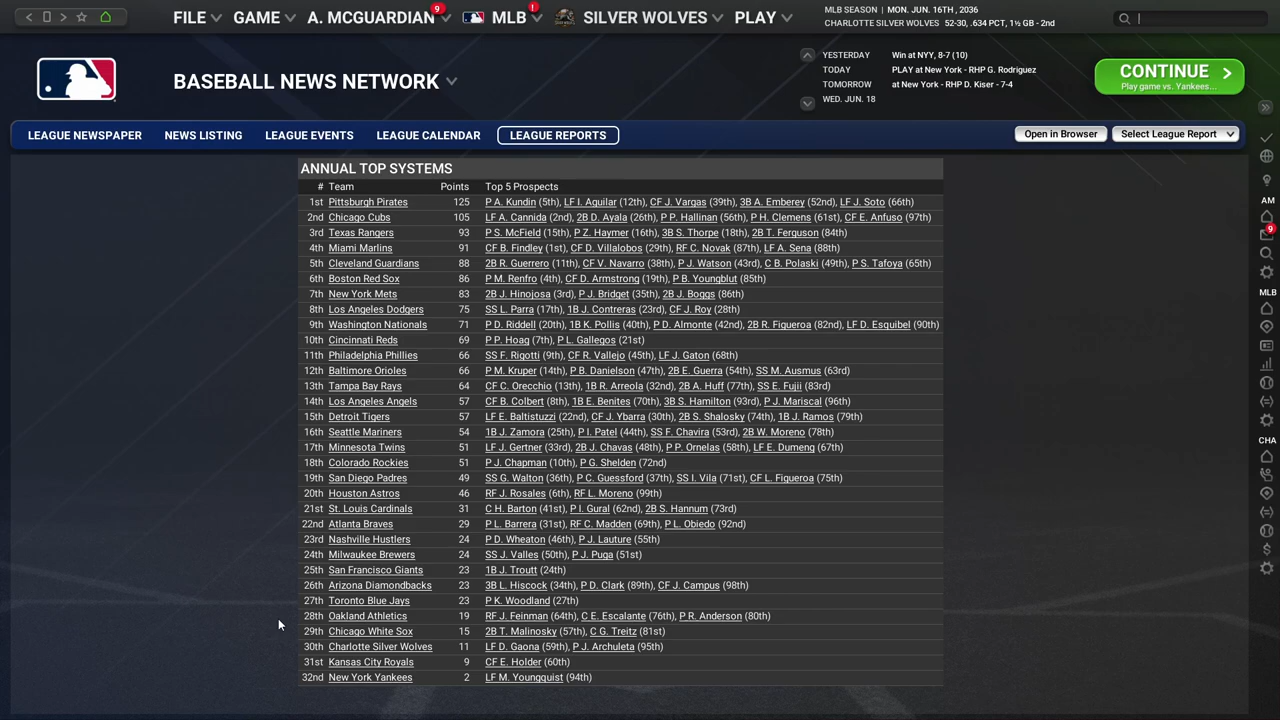 FILE GAME A. MCGUARDIAN 9 MLB 1 SILVER WOLVES PLAY
MLB SEASON | MON. JUN. 16TH , 2036
CHARLOTTE SILVER WOLVES 52-30, .634 PCT, 1½ GB - 2nd
BASEBALL NEWS NETWORK
YESTERDAY Win at NYY, 8-7 (10)
TODAY PLAY at New York - RHP G. Rodriguez
TOMORROW at New York - RHP D. Kiser - 7-4
WED. JUN. 18
CONTINUE
Play game vs. Yankees...
LEAGUE NEWSPAPER NEWS LISTING LEAGUE EVENTS LEAGUE CALENDAR LEAGUE REPORTS Open in Browser Select League Report
ANNUAL TOP SYSTEMS
# Team Points Top 5 Prospects
1st Pittsburgh Pirates 125 P A. Kundin (5th), LF I. Aguilar (12th), CF J. Vargas (39th), 3B A. Emberey (52nd), LF J. Soto (66th)
2nd Chicago Cubs 105 LF A. Cannida (2nd), 2B D. Ayala (26th), P P. Hallinan (56th), P H. Clemens (61st), CF E. Anfuso (97th)
3rd Texas Rangers 93 P S. McField (15th), P Z. Haymer (16th), 3B S. Thorpe (18th), 2B T. Ferguson (84th)
4th Miami Marlins 91 CF B. Findley (1st), CF D. Villalobos (29th), RF C. Novak (87th), LF A. Sena (88th)
5th Cleveland Guardians 88 2B R. Guerrero (11th), CF V. Navarro (38th), P J. Watson (43rd), C B. Polaski (49th), P S. Tafoya (65th)
6th Boston Red Sox 86 P M. Renfro (4th), CF D. Armstrong (19th), P B. Youngblut (85th)
7th New York Mets 83 2B J. Hinojosa (3rd), P J. Bridget (35th), 2B J. Boggs (86th)
8th Los Angeles Dodgers 75 SS L. Parra (17th), 1B J. Contreras (23rd), CF J. Roy (28th)
9th Washington Nationals 71 P D. Riddell (20th), 1B K. Pollis (40th), P D. Almonte (42nd), 2B R. Figueroa (82nd), LF D. Esquibel (90th)
10th Cincinnati Reds 69 P P. Hoag (7th), P L. Gallegos (21st)
11th Philadelphia Phillies 66 SS F. Rigotti (9th), CF R. Vallejo (45th), LF J. Gaton (68th)
12th Baltimore Orioles 66 P M. Kruper (14th), P B. Danielson (47th), 2B E. Guerra (54th), SS M. Ausmus (63rd)
13th Tampa Bay Rays 64 CF C. Orecchio (13th), 1B R. Arreola (32nd), 2B A. Huff (77th), SS E. Fujii (83rd)
14th Los Angeles Angels 57 CF B. Colbert (8th), 1B E. Benites (70th), 3B S. Hamilton (93rd), P J. Mariscal (96th)
15th Detroit Tigers 57 LF E. Baltistuzzi (22nd), CF J. Ybarra (30th), 2B S. Shalosky (74th), 1B J. Ramos (79th)
16th Seattle Mariners 54 1B J. Zamora (25th), P I. Patel (44th), SS F. Chavira (53rd), 2B W. Moreno (78th)
17th Minnesota Twins 51 LF J. Gertner (33rd), 2B J. Chavas (48th), P P. Ornelas (58th), LF E. Dumeng (67th)
18th Colorado Rockies 51 P J. Chapman (10th), P G. Shelden (72nd)
19th San Diego Padres 49 SS G. Walton (36th), P C. Guessford (37th), SS I. Vila (71st), CF L. Figueroa (75th)
20th Houston Astros 46 RF J. Rosales (6th), RF L. Moreno (99th)
21st St. Louis Cardinals 31 C H. Barton (41st), P I. Gural (62nd), 2B S. Hannum (73rd)
22nd Atlanta Braves 29 P L. Barrera (31st), RF C. Madden (69th), P L. Obiedo (92nd)
23rd Nashville Hustlers 24 P D. Wheaton (46th), P J. Lauture (55th)
24th Milwaukee Brewers 24 SS J. Valles (50th), P J. Puga (51st)
25th San Francisco Giants 23 1B J. Troutt (24th)
26th Arizona Diamondbacks 23 3B L. Hiscock (34th), P D. Clark (89th), CF J. Campus (98th)
27th Toronto Blue Jays 23 P K. Woodland (27th)
28th Oakland Athletics 19 RF J. Feinman (64th), C E. Escalante (76th), P R. Anderson (80th)
29th Chicago White Sox 15 2B T. Malinosky (57th), C G. Treitz (81st)
30th Charlotte Silver Wolves 11 LF D. Gaona (59th), P J. Archuleta (95th)
31st Kansas City Royals 9 CF E. Holder (60th)
32nd New York Yankees 2 LF M. Youngquist (94th)
AM
9
MLB
CHA